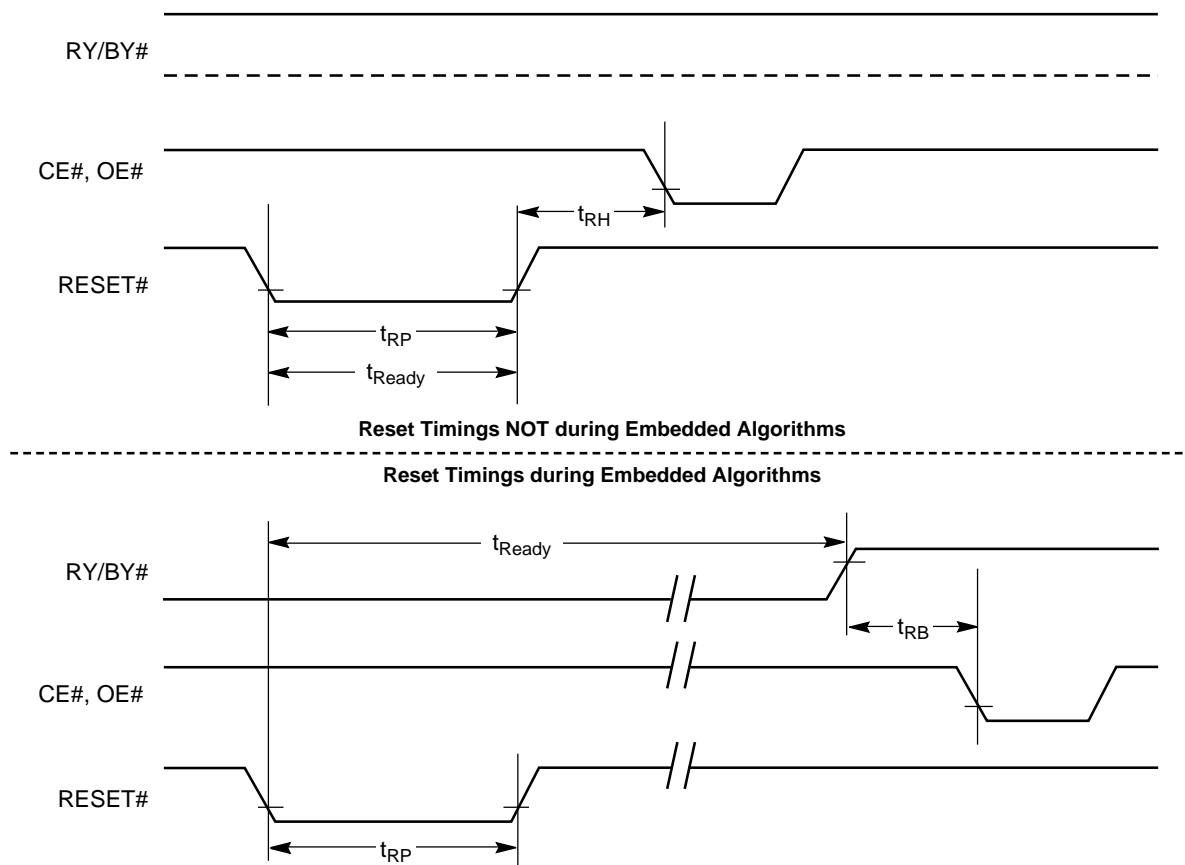 RY/BY#
CE#, OE#
tRH
RESET#
tRP
tReady
Reset Timings NOT during Embedded Algorithms
Reset Timings during Embedded Algorithms
tReady
RY/BY#
tRB
CE#, OE#
RESET#
tRP